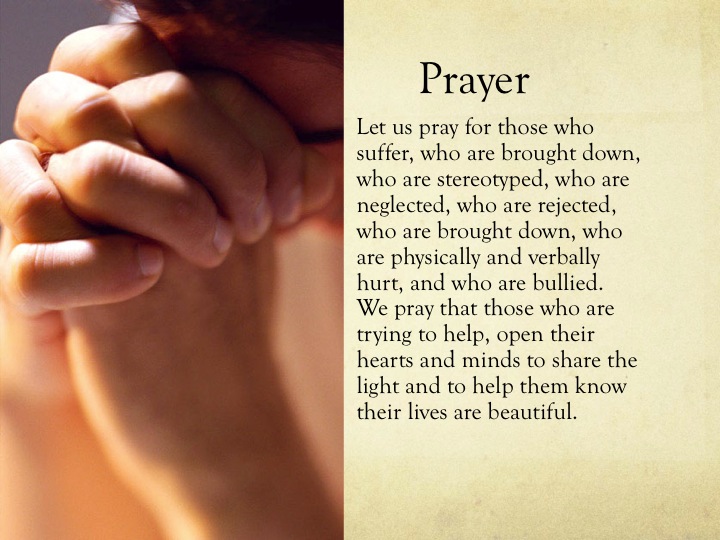 Prayer
Let us pray for those who
suffer, who are brought down,
who are stereotyped, who are
neglected, who are rejected,
who are brought down, who
are physically and verbally
hurt, and who are bullied.
We pray that those who are
trying to help, open their
hearts and minds to share the
light and to help them know
their lives are beautiful.